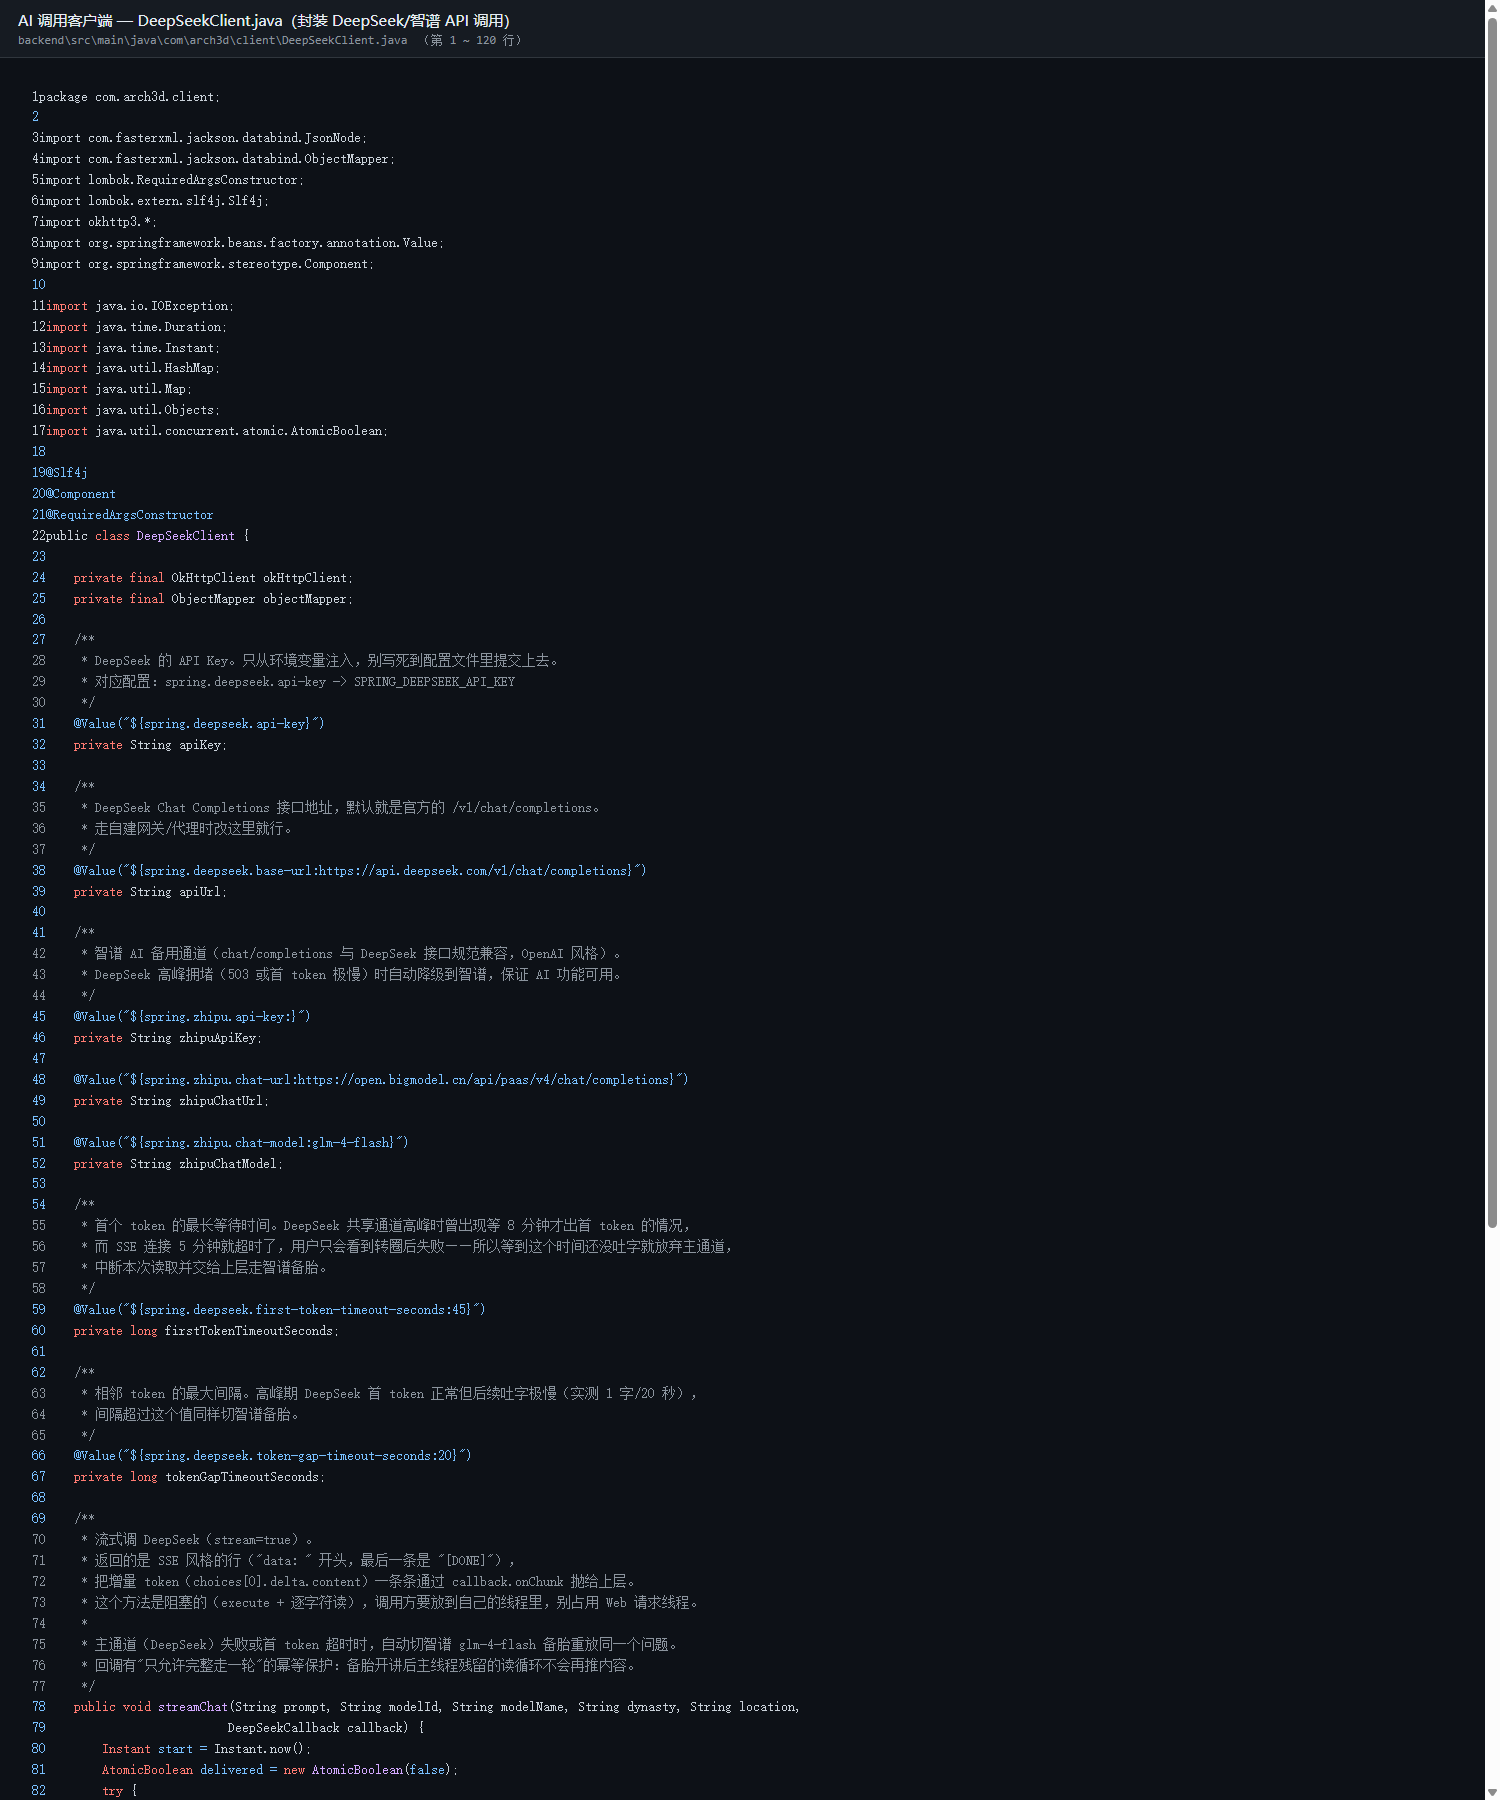 AI 调用客户端 — DeepSeekClient.java（封装 DeepSeek/智谱 API 调用）
backend\src\main\java\com\arch3d\client\DeepSeekClient.java （第 1 ~ 120 行）
1package com.arch3d.client;
2
3import com.fasterxml.jackson.databind.JsonNode;
4import com.fasterxml.jackson.databind.ObjectMapper;
5import lombok.RequiredArgsConstructor;
6import lombok.extern.slf4j.Slf4j;
7import okhttp3.*;
8import org.springframework.beans.factory.annotation.Value;
9import org.springframework.stereotype.Component;
10
11import java.io.IOException;
12import java.time.Duration;
13import java.time.Instant;
14import java.util.HashMap;
15import java.util.Map;
16import java.util.Objects;
17import java.util.concurrent.atomic.AtomicBoolean;
18
19@Slf4j
20@Component
21@RequiredArgsConstructor
22public class DeepSeekClient {
23
24    private final OkHttpClient okHttpClient;
25    private final ObjectMapper objectMapper;
26
27    /**
28     * DeepSeek 的 API Key。只从环境变量注入，别写死到配置文件里提交上去。
29     * 对应配置: spring.deepseek.api-key -> SPRING_DEEPSEEK_API_KEY
30     */
31    @Value("${spring.deepseek.api-key}")
32    private String apiKey;
33
34    /**
35     * DeepSeek Chat Completions 接口地址，默认就是官方的 /v1/chat/completions。
36     * 走自建网关/代理时改这里就行。
37     */
38    @Value("${spring.deepseek.base-url:https://api.deepseek.com/v1/chat/completions}")
39    private String apiUrl;
40
41    /**
42     * 智谱 AI 备用通道（chat/completions 与 DeepSeek 接口规范兼容，OpenAI 风格）。
43     * DeepSeek 高峰拥堵（503 或首 token 极慢）时自动降级到智谱，保证 AI 功能可用。
44     */
45    @Value("${spring.zhipu.api-key:}")
46    private String zhipuApiKey;
47
48    @Value("${spring.zhipu.chat-url:https://open.bigmodel.cn/api/paas/v4/chat/completions}")
49    private String zhipuChatUrl;
50
51    @Value("${spring.zhipu.chat-model:glm-4-flash}")
52    private String zhipuChatModel;
53
54    /**
55     * 首个 token 的最长等待时间。DeepSeek 共享通道高峰时曾出现等 8 分钟才出首 token 的情况，
56     * 而 SSE 连接 5 分钟就超时了，用户只会看到转圈后失败——所以等到这个时间还没吐字就放弃主通道，
57     * 中断本次读取并交给上层走智谱备胎。
58     */
59    @Value("${spring.deepseek.first-token-timeout-seconds:45}")
60    private long firstTokenTimeoutSeconds;
61
62    /**
63     * 相邻 token 的最大间隔。高峰期 DeepSeek 首 token 正常但后续吐字极慢（实测 1 字/20 秒），
64     * 间隔超过这个值同样切智谱备胎。
65     */
66    @Value("${spring.deepseek.token-gap-timeout-seconds:20}")
67    private long tokenGapTimeoutSeconds;
68
69    /**
70     * 流式调 DeepSeek（stream=true）。
71     * 返回的是 SSE 风格的行（"data: " 开头，最后一条是 "[DONE]"），
72     * 把增量 token（choices[0].delta.content）一条条通过 callback.onChunk 抛给上层。
73     * 这个方法是阻塞的（execute + 逐字符读），调用方要放到自己的线程里，别占用 Web 请求线程。
74     *
75     * 主通道（DeepSeek）失败或首 token 超时时，自动切智谱 glm-4-flash 备胎重放同一个问题。
76     * 回调有"只允许完整走一轮"的幂等保护: 备胎开讲后主线程残留的读循环不会再推内容。
77     */
78    public void streamChat(String prompt, String modelId, String modelName, String dynasty, String location,
79                          DeepSeekCallback callback) {
80        Instant start = Instant.now();
81        AtomicBoolean delivered = new AtomicBoolean(false);
82        try {